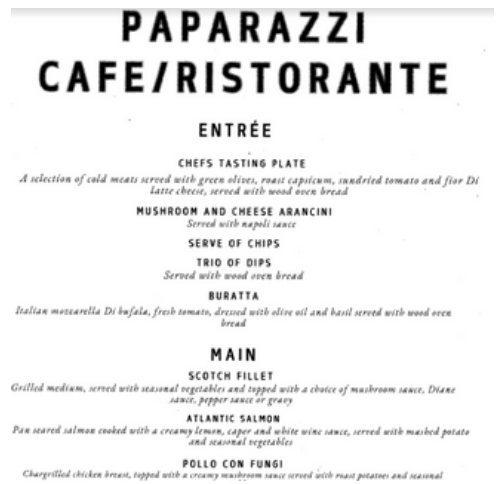 PAPARAZZI
CAFE/RISTORANTE
ENTRÉE
CHEFS TASTING PLATE
A selection of cold meats served with green olives, roast capsicum, sundried tomato and fior Di
latte cheese, served with wood oven bread
MUSHROOM AND CHEESE ARANCINI
Served with napoli sauce
SERVE OF CHIPS
TRIO OF DIPS
Served with wood oven bread
BURATTA
Italian mozzarella Di bufala, fresh tomato, dressed with olive oil and basil served with wood oven
bread
MAIN
SCOTCH FILLET
Grilled medium, served with seasonal vegetables and topped with a choice of mushroom sauce, Diane
sauce, pepper sauce or gravy
ATLANTIC SALMON
Pan seared salmon cooked with a creamy lemon, caper and white wine sauce, served with mashed potato
and seasonal vegetables
POLLO CON FUNGI
Chargrilled chicken breast, topped with a creamy mushroom sauce served with roast potatoes and seasonal